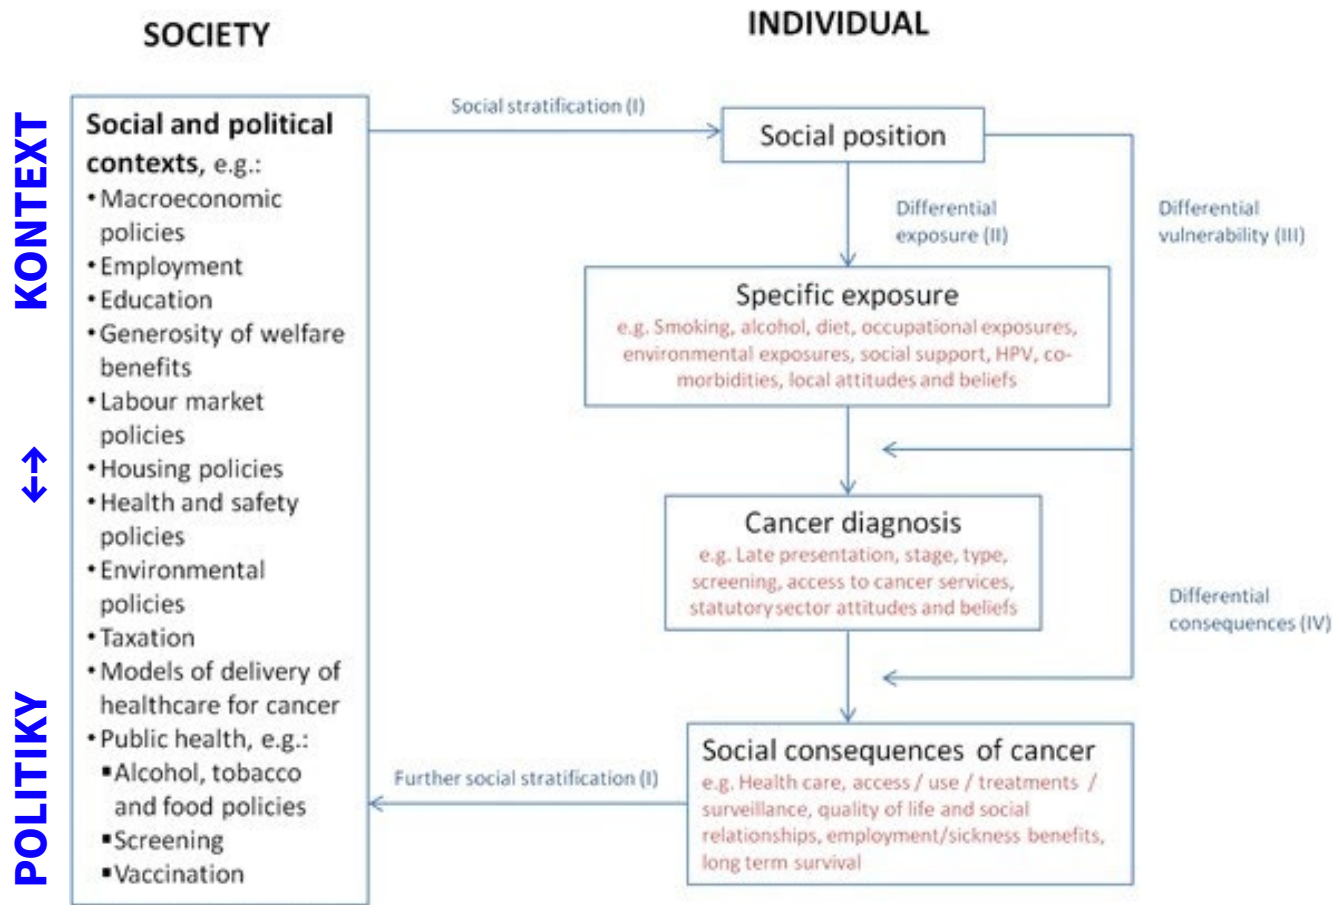 SOCIETY
INDIVIDUAL
KONTEXT
↔
POLITIKY
Social and political
contexts, e.g.:
• Macroeconomic
policies
• Employment
• Education
• Generosity of welfare
benefits
• Labour market
policies
• Housing policies
• Health and safety
policies
• Environmental
policies
• Taxation
• Models of delivery of
healthcare for cancer
• Public health, e.g.:
▪ Alcohol, tobacco
and food policies
▪ Screening
▪ Vaccination
Social stratification (I)
Social position
Differential
exposure (II)
Differential
vulnerability (III)
Specific exposure
e.g. Smoking, alcohol, diet, occupational exposures,
environmental exposures, social support, HPV, co-
morbidities, local attitudes and beliefs
Cancer diagnosis
e.g. Late presentation, stage, type,
screening, access to cancer services,
statutory sector attitudes and beliefs
Differential
consequences (IV)
Social consequences of cancer
e.g. Health care, access / use / treatments /
surveillance, quality of life and social
relationships, employment/sickness benefits,
long term survival
Further social stratification (I)